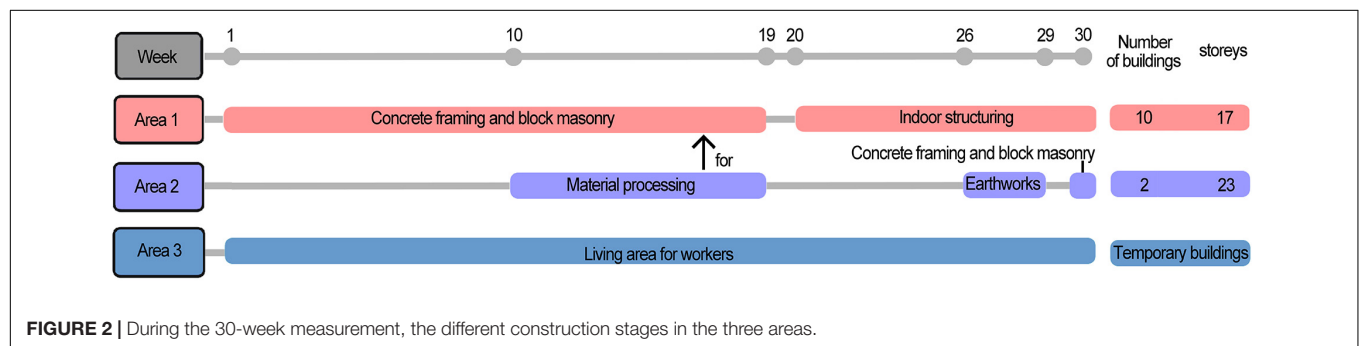 1 10 19 20 26 29 30
Week
Number
of buildings
storeys
Area 1
Concrete framing and block masonry
Indoor structuring
10 17
for
Concrete framing and block masonry
Area 2
Material processing
Earthworks
2 23
Area 3
Living area for workers
Temporary buildings
FIGURE 2 | During the 30-week measurement, the different construction stages in the three areas.